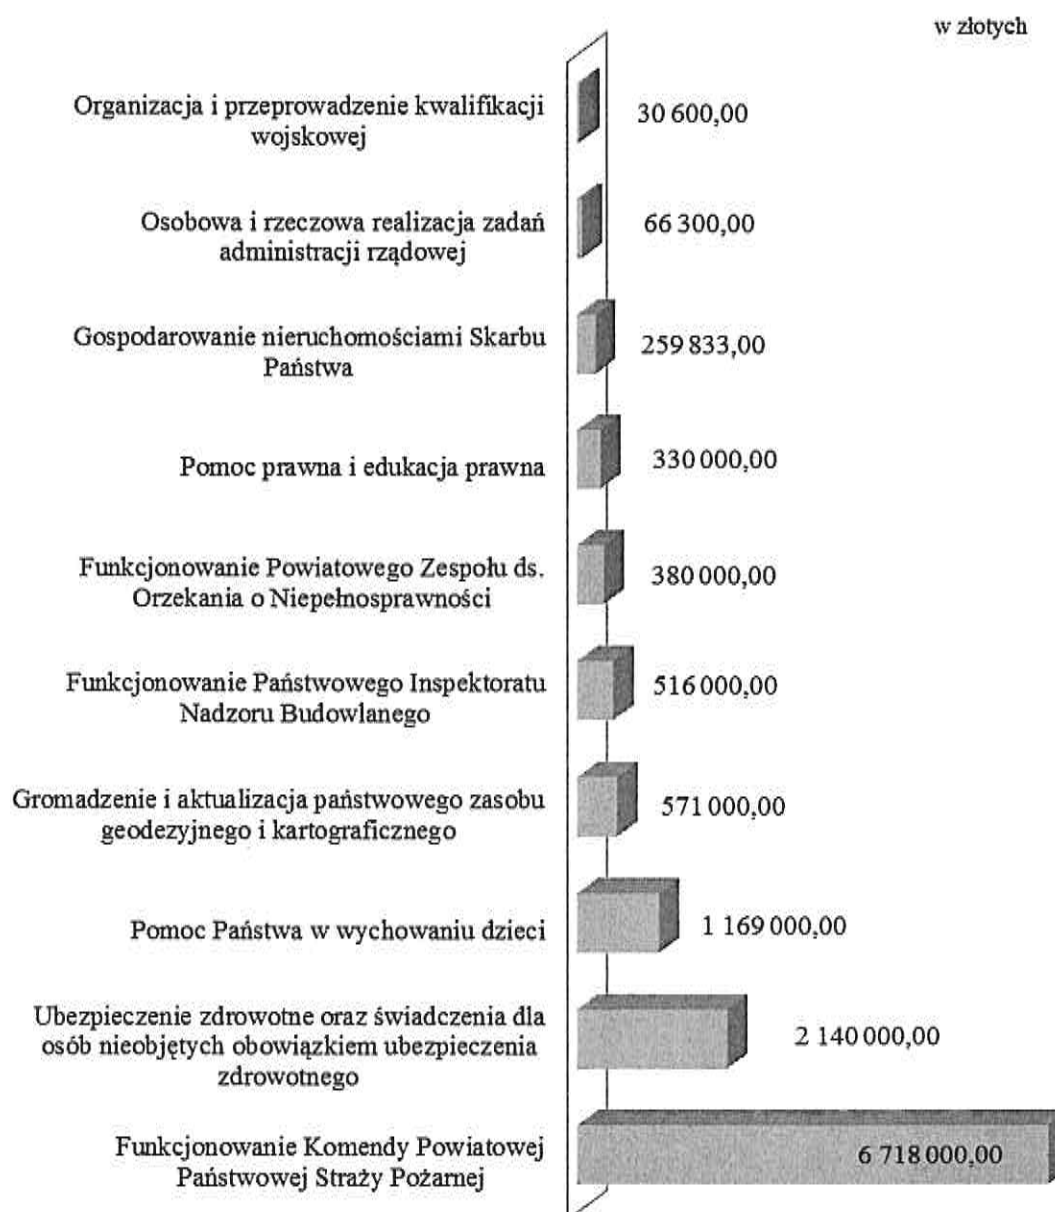 w złotych
Organizacja i przeprowadzenie kwalifikacji
wojskowej
30 600,00
Osobowa i rzeczowa realizacja zadań
administracji rządowej
66 300,00
Gospodarowanie nieruchomościami Skarbu
Państwa
259 833,00
Pomoc prawna i edukacja prawna
330 000,00
Funkcjonowanie Powiatowego Zespołu ds.
Orzekania o Niepełnosprawności
380 000,00
Funkcjonowanie Państwowego Inspektoratu
Nadzoru Budowlanego
516 000,00
Gromadzenie i aktualizacja państwowego zasobu
geodezyjnego i kartograficznego
571 000,00
Pomoc Państwa w wychowaniu dzieci
1 169 000,00
Ubezpieczenie zdrowotne oraz świadczenia dla
osób nieobjętych obowiązkiem ubezpieczenia
zdrowotnego
2 140 000,00
Funkcjonowanie Komendy Powiatowej
Państwowej Straży Pożarnej
6 718 000,00